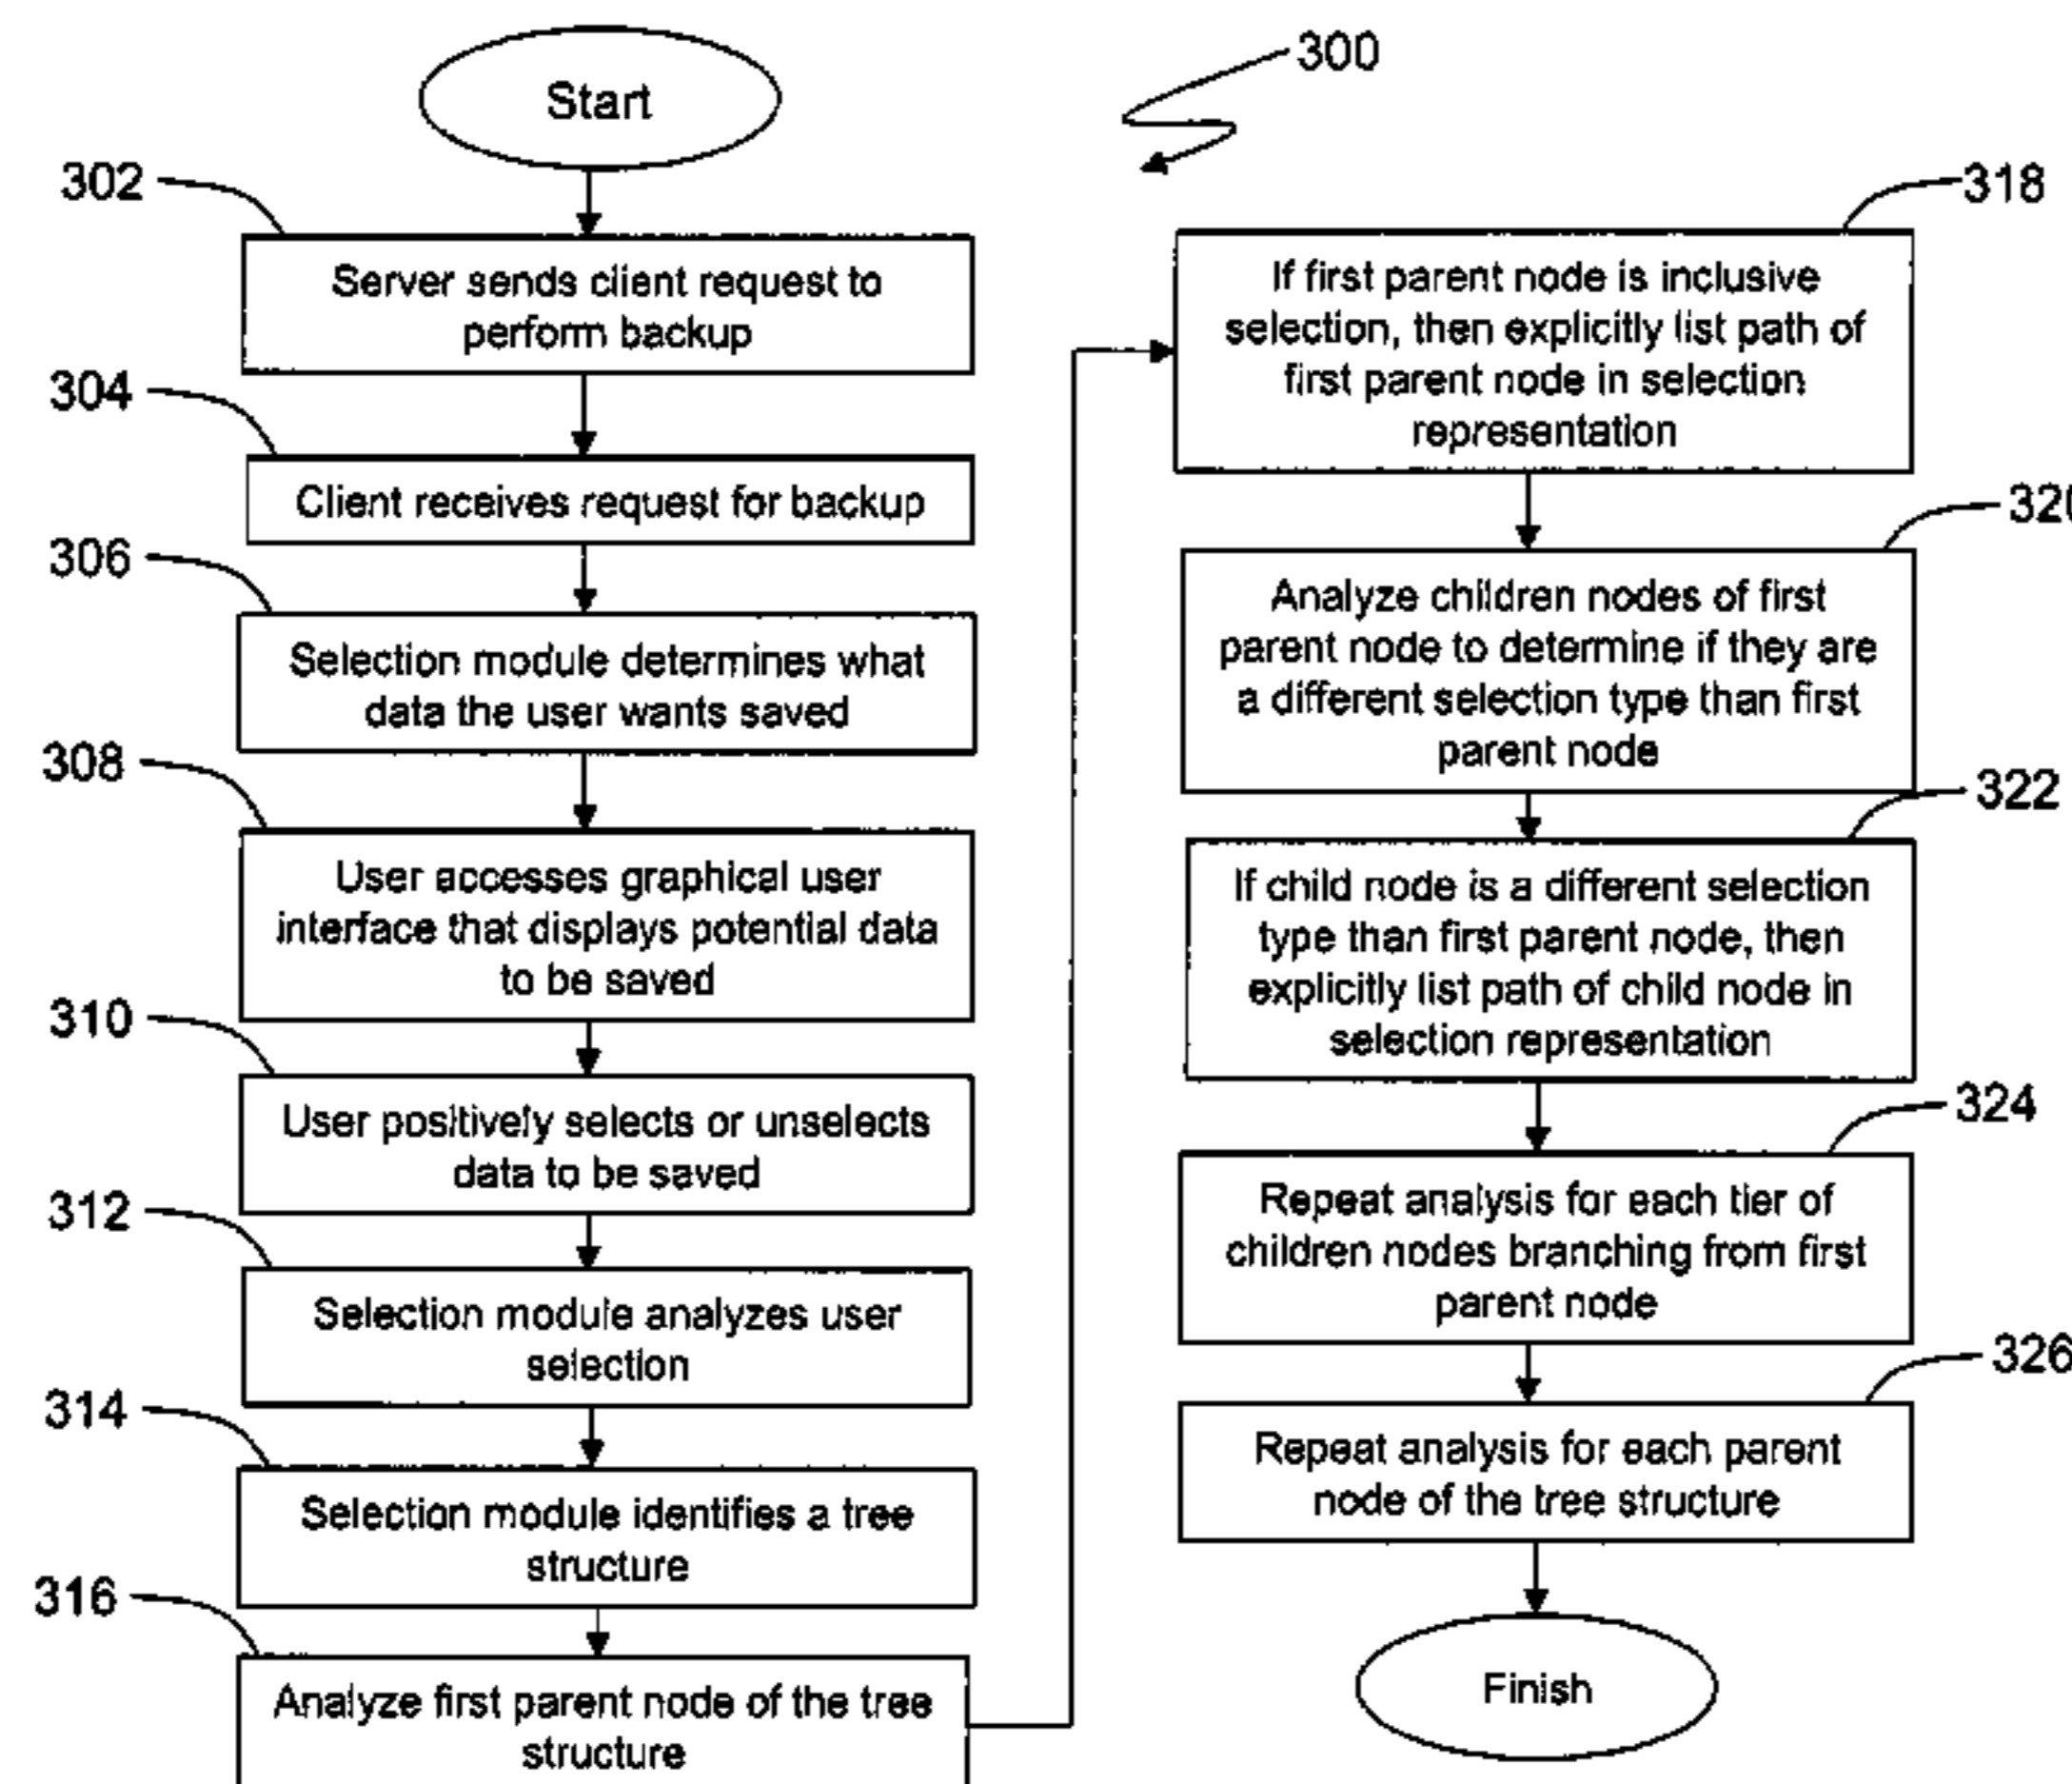 Start
300
302
Server sends client request to
perform backup
304
Client receives request for backup
306
Selection module determines what
data the user wants saved
308
User accesses graphical user
interface that displays potential data
to be saved
310
User positively selects or unselects
data to be saved
312
Selection module analyzes user
selection
314
Selection module identifies a tree
structure
316
Analyze first parent node of the tree
structure
318
If first parent node is inclusive
selection, then explicitly list path of
first parent node in selection
representation
320
Analyze children nodes of first
parent node to determine if they are
a different selection type than first
parent node
322
If child node is a different selection
type than first parent node, then
explicitly list path of child node in
selection representation
324
Repeat analysis for each tier of
children nodes branching from first
parent node
326
Repeat analysis for each parent
node of the tree structure
Finish